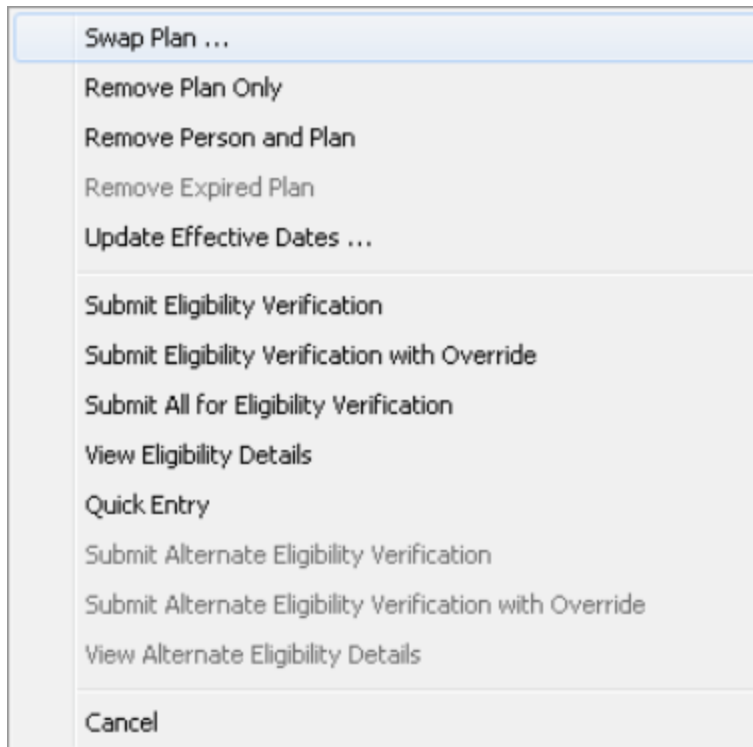 Swap Plan ...
Remove Plan Only
Remove Person and Plan
Remove Expired Plan
Update Effective Dates ...
Submit Eligibility Verification
Submit Eligibility Verification with Override
Submit All for Eligibility Verification
View Eligibility Details
Quick Entry
Submit Alternate Eligibility Verification
Submit Alternate Eligibility Verification with Override
View Alternate Eligibility Details
Cancel